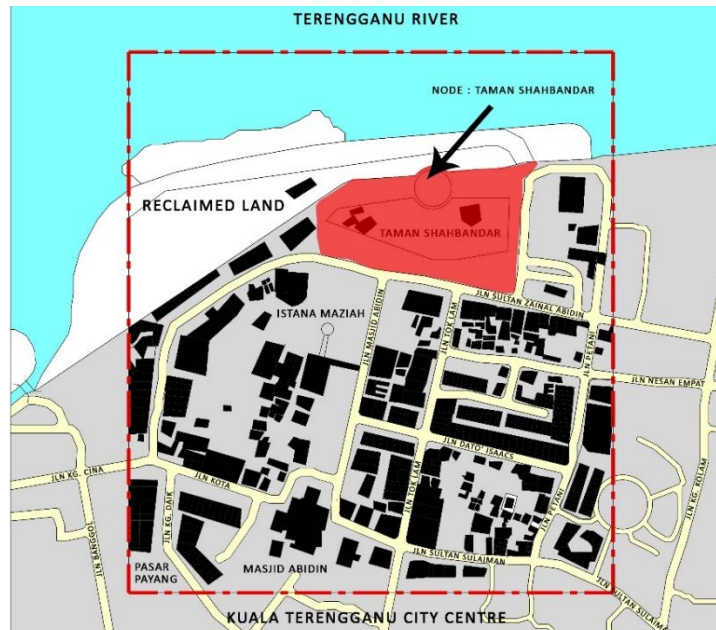 TERENGGANU RIVER
NODE : TAMAN SHAHBANDAR
RECLAIMED LAND
TAMAN SHAHBANDAR
JLN SULTAN ZAINAL ABIDIN
ISTANA MAZIAH
JLN MASJID ABIDIN
JLN TOK LAM
JLN PETANI
JLN NESAN EMPAT
JLN DATO' ISAACS
JLN KG. CINA
JLN KOTA
JLN TOK LAM
JLN PETANI
JLN KG. KOLAM
JLN BANGGOL
JLN KG. DAIK
PASAR
PAYANG
MASJID ABIDIN
JLN SULTAN SULAIMAN
JLN SULTAN SULAIMAN
KUALA TERENGGANU CITY CENTRE